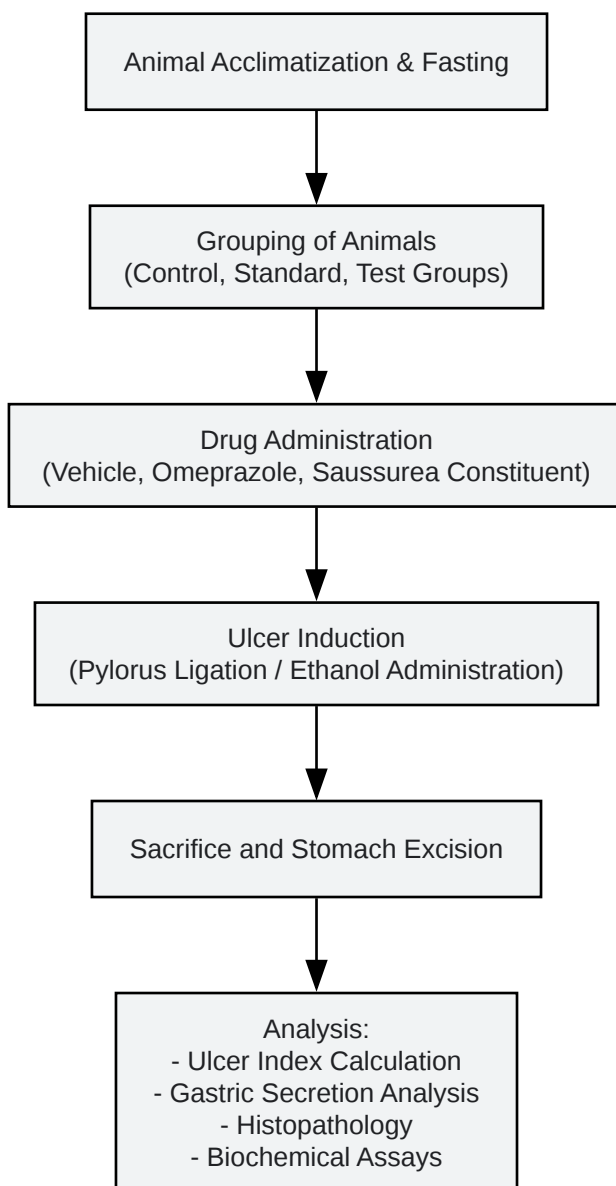 Animal Acclimatization & Fasting
Grouping of Animals
(Control, Standard, Test Groups)
Drug Administration
(Vehicle, Omeprazole, Saussurea Constituent)
Ulcer Induction
(Pylorus Ligation / Ethanol Administration)
Sacrifice and Stomach Excision
Analysis:
- Ulcer Index Calculation
- Gastric Secretion Analysis
- Histopathology
- Biochemical Assays